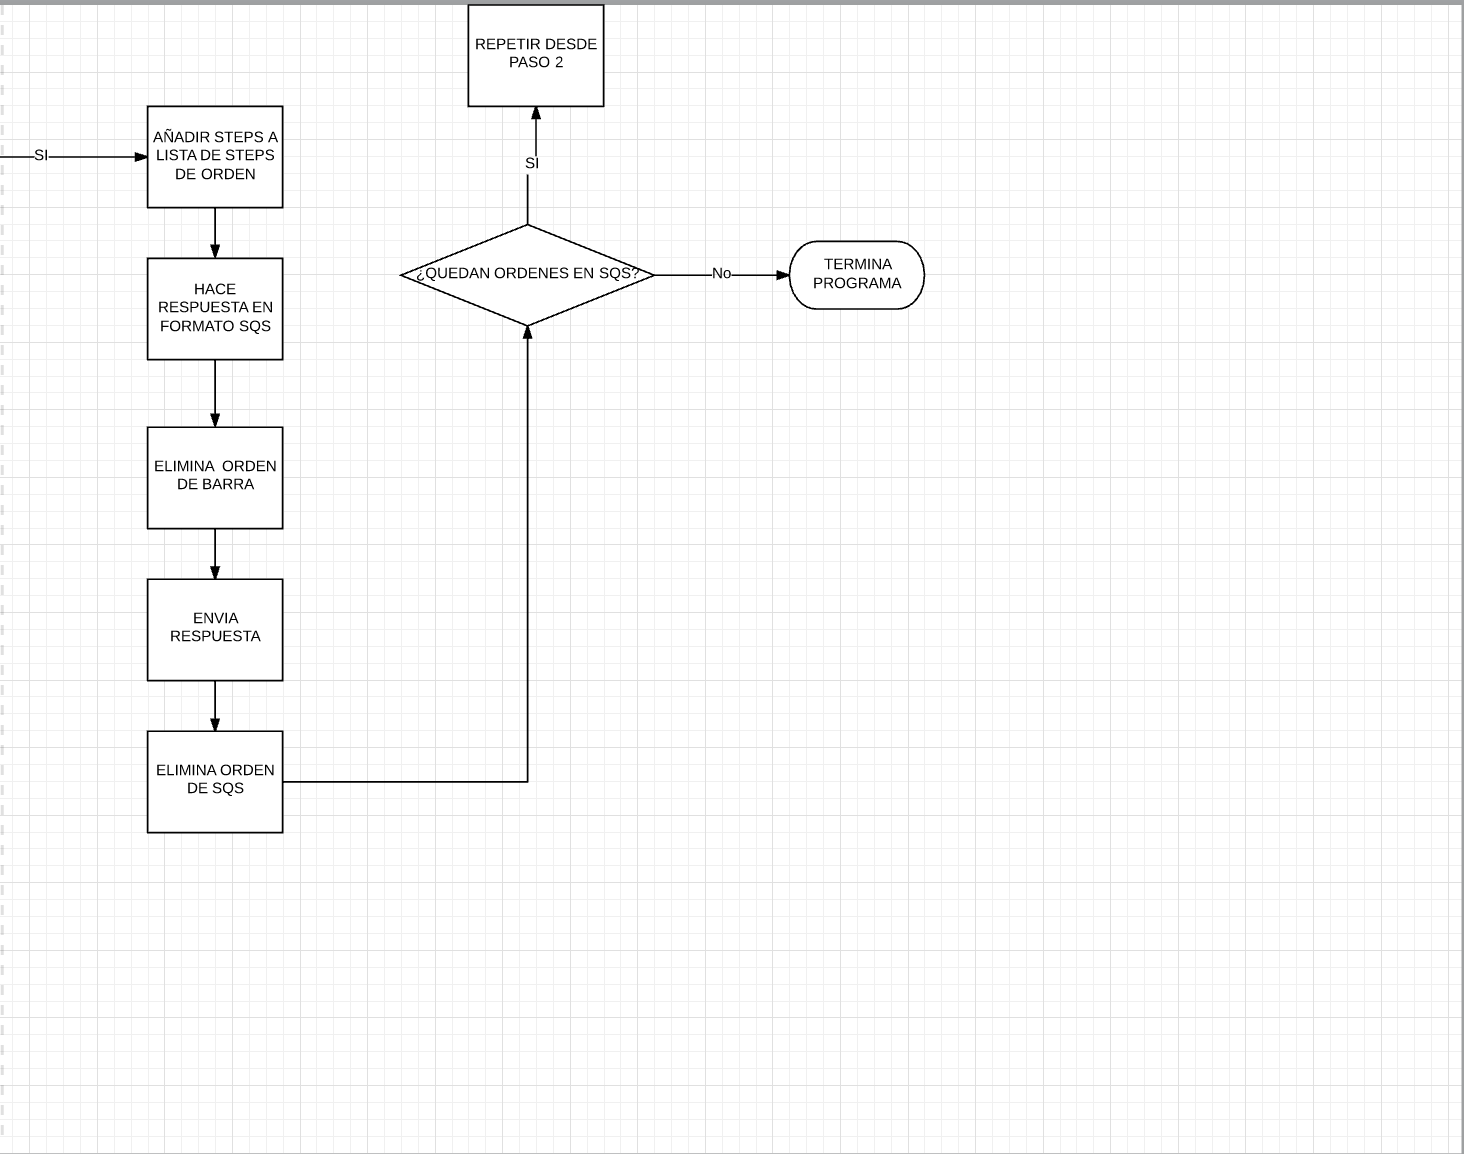 SI
AÑADIR STEPS A
LISTA DE STEPS
DE ORDEN
HACE
RESPUESTA EN
FORMATO SQS
ELIMINA  ORDEN
DE BARRA
ENVIA
RESPUESTA
ELIMINA ORDEN
DE SQS
REPETIR DESDE
PASO 2
SI
¿QUEDAN ORDENES EN SQS?
No
TERMINA
PROGRAMA